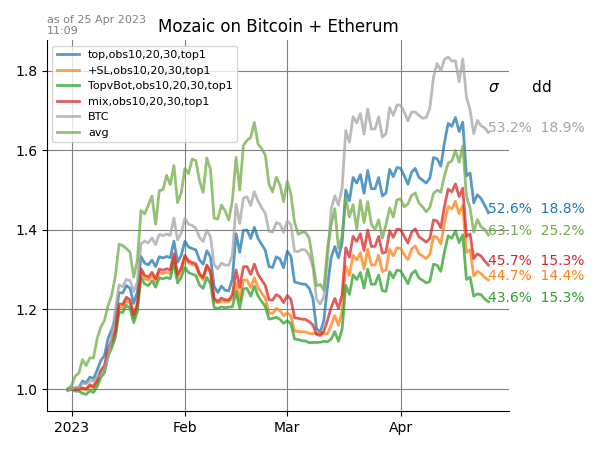 as of 25 Apr 2023
11:09
Mozaic on Bitcoin + Etherum
top,obs10,20,30,top1
+SL,obs10,20,30,top1
TopvBot,obs10,20,30,top1
mix,obs10,20,30,top1
BTC
avg
σ dd
53.2% 18.9%
52.6% 18.8%
63.1% 25.2%
45.7% 15.3%
44.7% 14.4%
43.6% 15.3%
1.8
1.6
1.4
1.2
1.0
2023 Feb Mar Apr